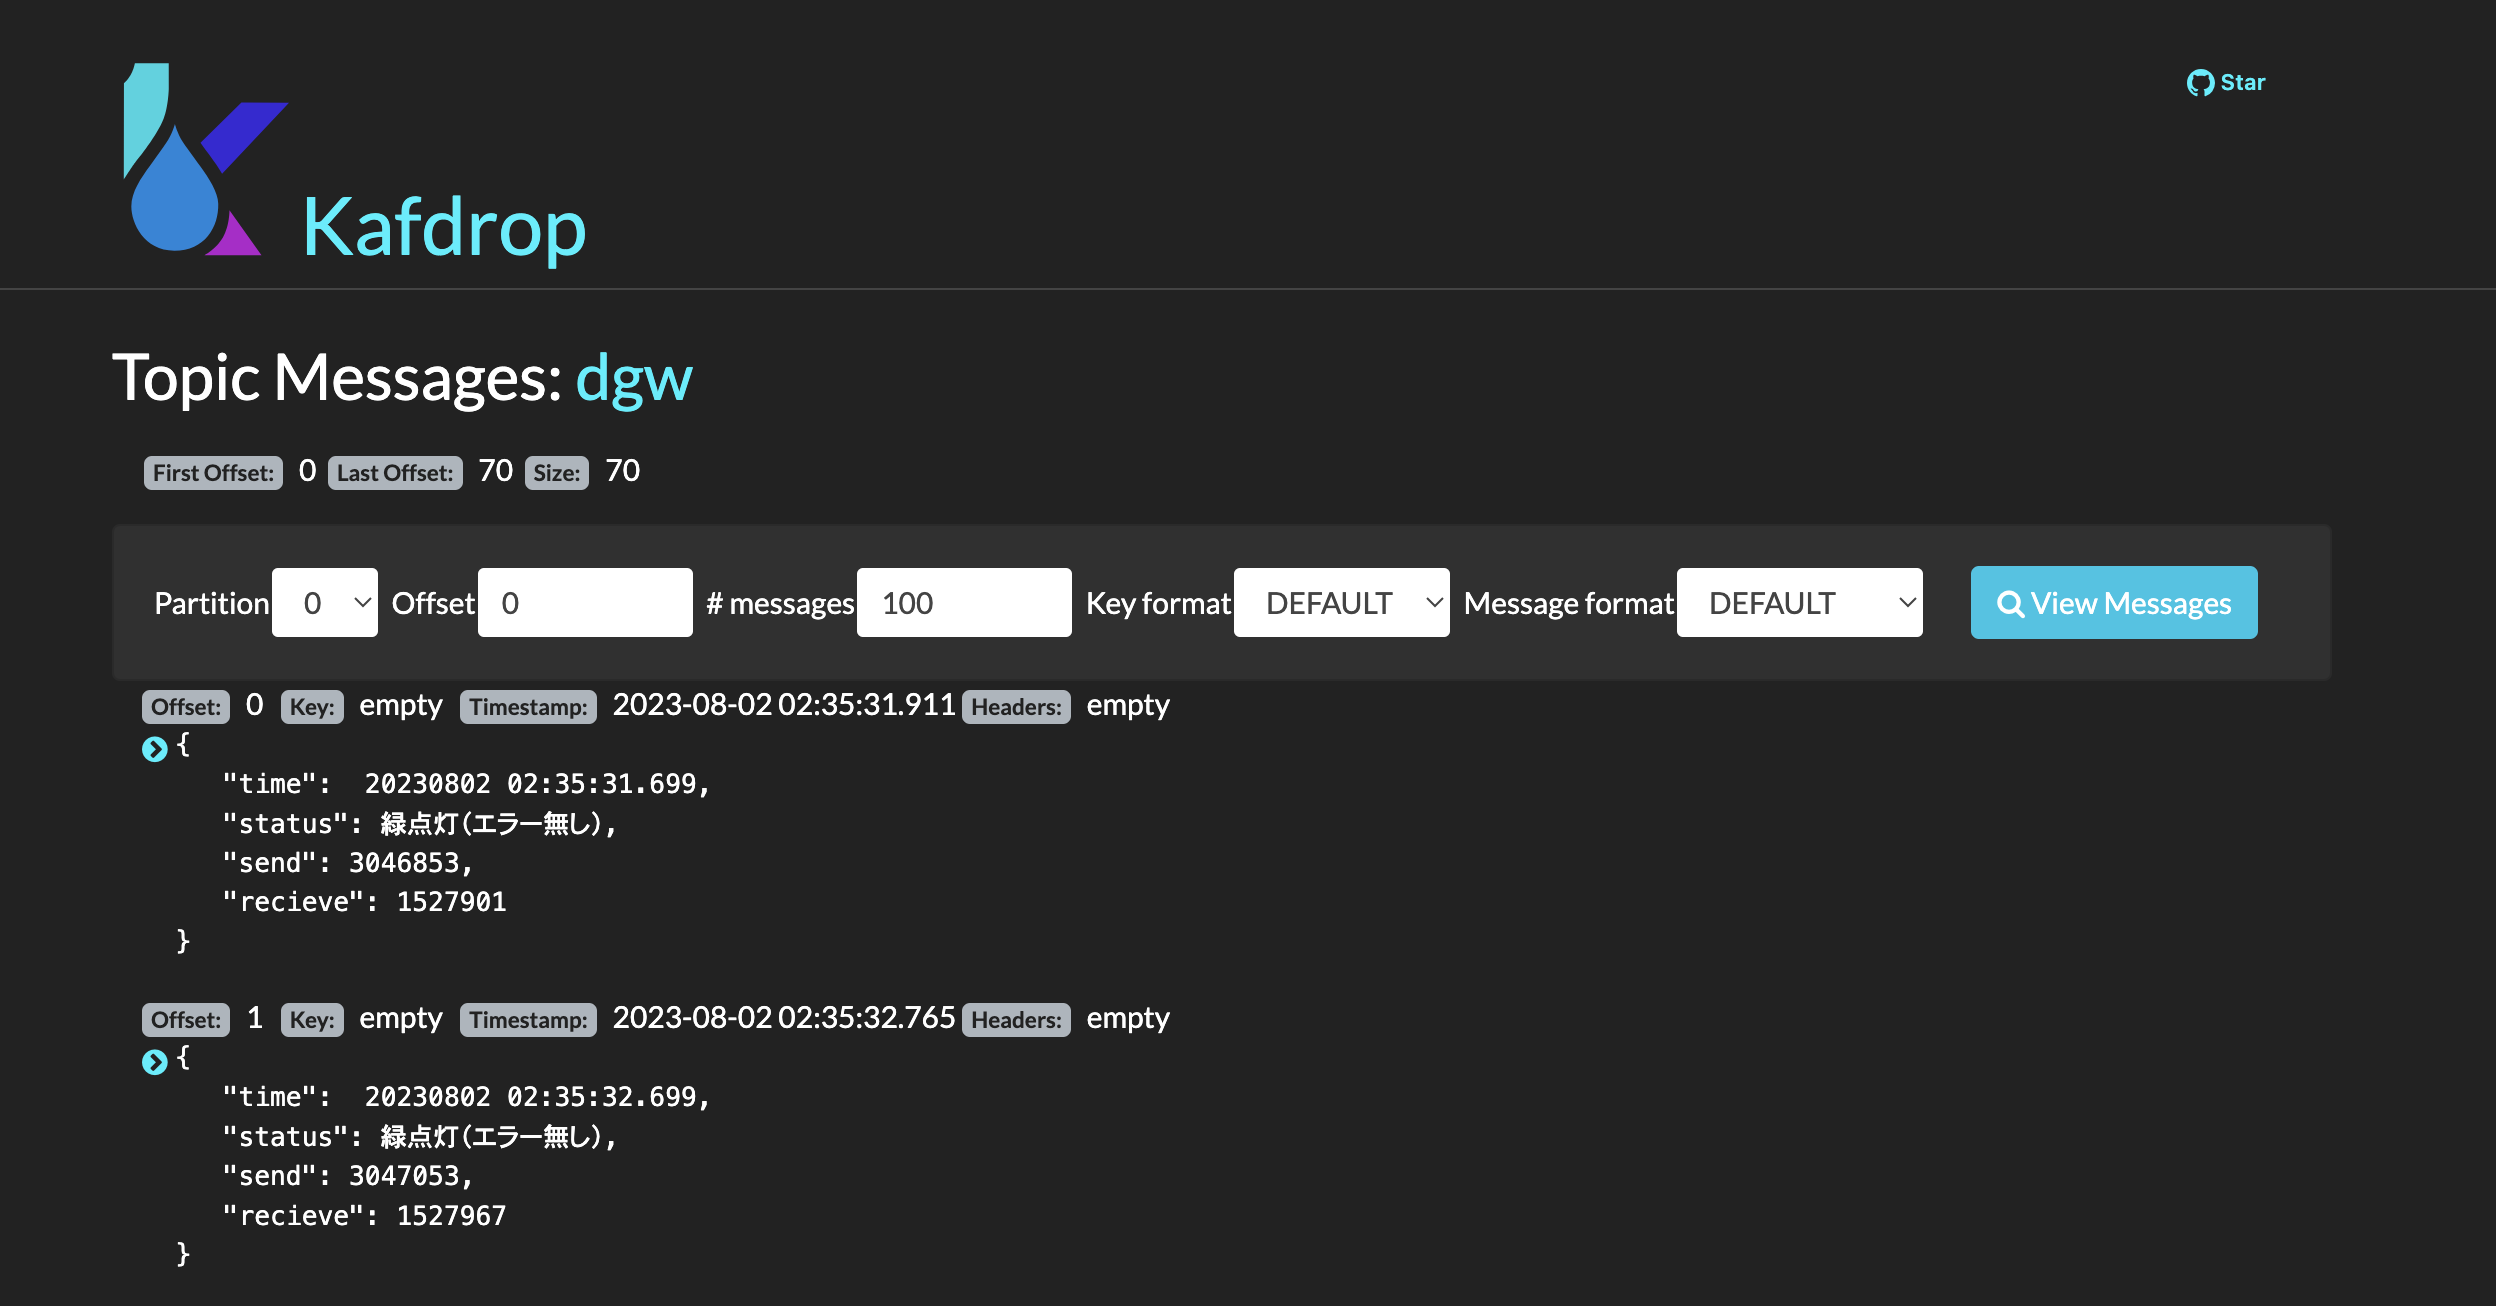 Star
Kafdrop
Topic Messages: dgw
First Offset: 0 Last Offset: 70 Size: 70
Partition 0 Offset 0 # messages 100 Key format DEFAULT Message format DEFAULT View Messages
Offset: 0 Key: empty Timestamp: 2023-08-02 02:35:31.911 Headers: empty
{
"time":  20230802 02:35:31.699,
"status": 緑点灯(エラー無し),
"send": 3046853,
"recieve": 1527901
}
Offset: 1 Key: empty Timestamp: 2023-08-02 02:35:32.765 Headers: empty
{
"time":  20230802 02:35:32.699,
"status": 緑点灯(エラー無し),
"send": 3047053,
"recieve": 1527967
}